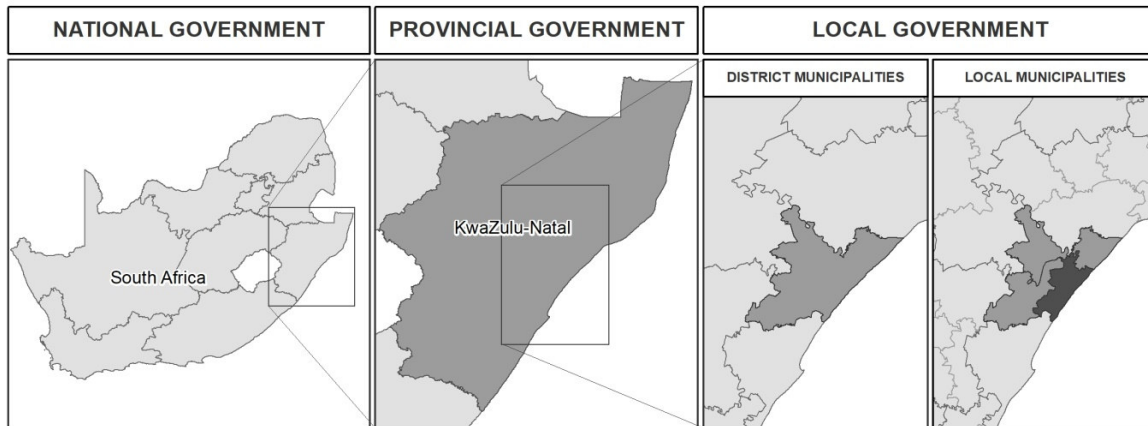 NATIONAL GOVERNMENT
PROVINCIAL GOVERNMENT
LOCAL GOVERNMENT
DISTRICT MUNICIPALITIES
LOCAL MUNICIPALITIES
South Africa
KwaZulu-Natal